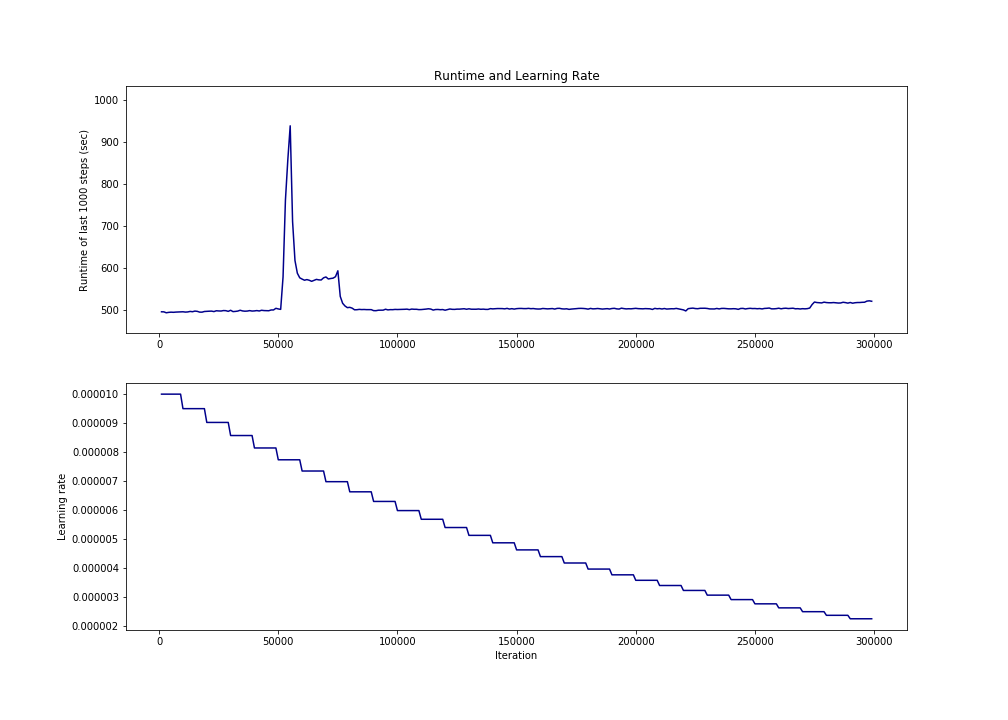 Runtime and Learning Rate
Runtime of last 1000 steps (sec)
1000
900
800
700
600
500
0 50000 100000 150000 200000 250000 300000
Learning rate
0.000010
0.000009
0.000008
0.000007
0.000006
0.000005
0.000004
0.000003
0.000002
0 50000 100000 150000 200000 250000 300000
Iteration